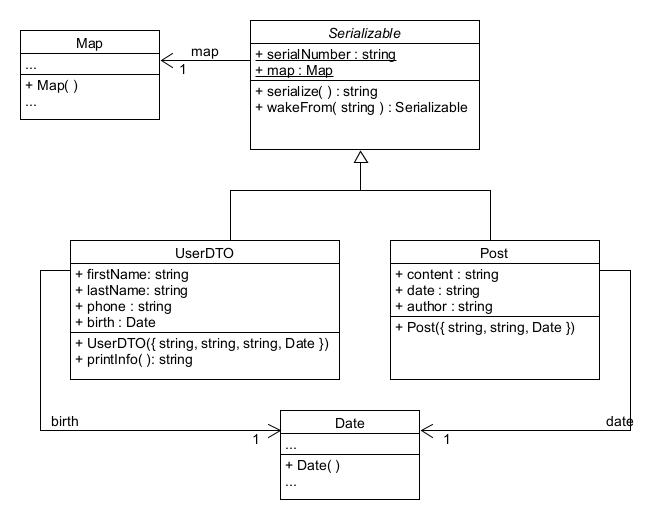 Map
...
+ Map( )
...
map
1
Serializable
+ serialNumber : string
+ map : Map
+ serialize( ) : string
+ wakeFrom( string ) : Serializable
UserDTO
+ firstName: string
+ lastName: string
+ phone : string
+ birth : Date
+ UserDTO({ string, string, string, Date })
+ printInfo( ): string
Post
+ content : string
+ date : string
+ author : string
+ Post({ string, string, Date })
birth
1
Date
...
+ Date( )
...
date
1